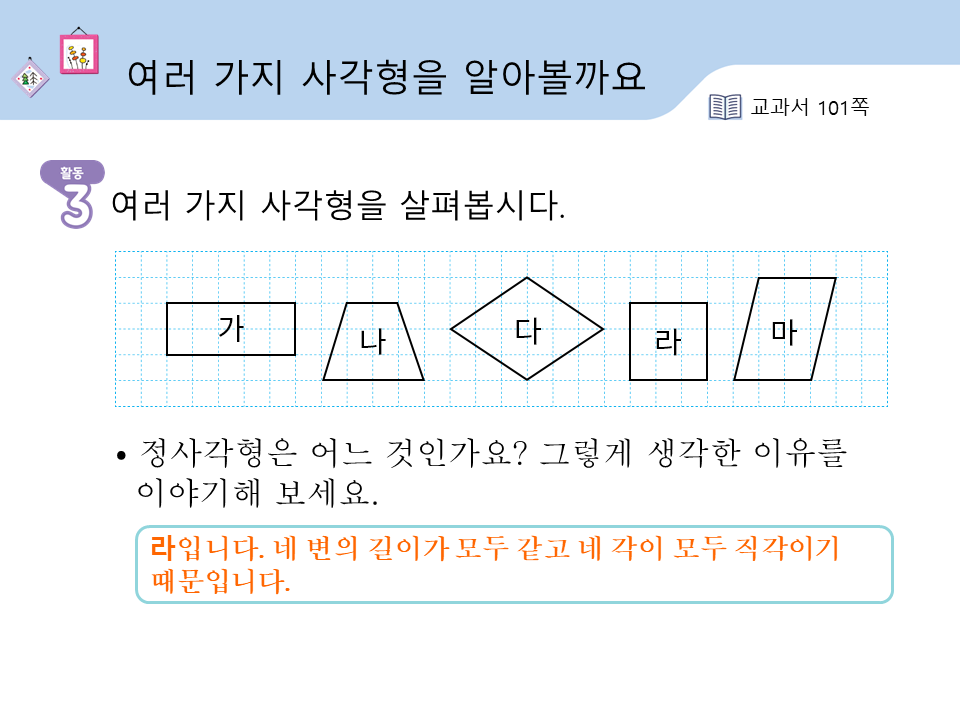 여러 가지 사각형을 알아볼까요
교과서 101쪽
활동
3
여러 가지 사각형을 살펴봅시다.
가
나
다
라
마
• 정사각형은 어느 것인가요? 그렇게 생각한 이유를
이야기해 보세요.
라입니다. 네 변의 길이가 모두 같고 네 각이 모두 직각이기
때문입니다.